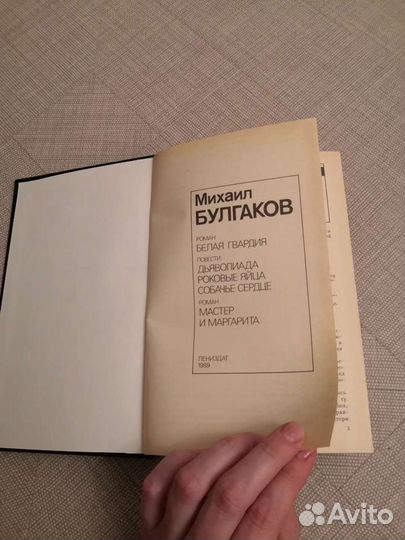 Михаил
БУЛГАКОВ
РОМАН
БЕЛАЯ ГВАРДИЯ
ПОВЕСТИ
ДЬЯВОЛИАДА
РОКОВЫЕ ЯЙЦА
СОБАЧЬЕ СЕРДЦЕ
РОМАН
МАСТЕР
И МАРГАРИТА
ЛЕНИЗДАТ
1989
Avito